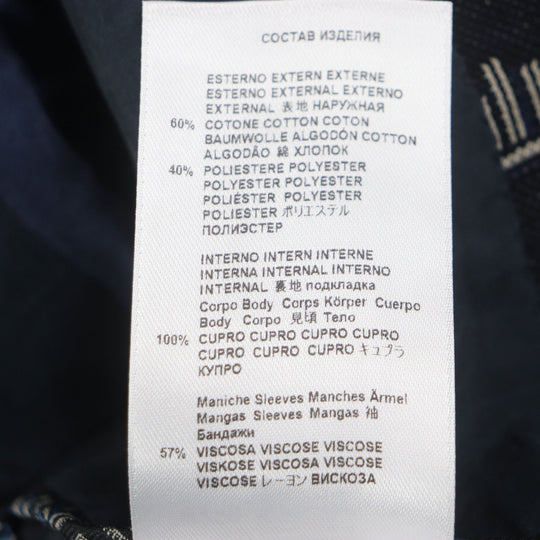 СОСТАВ ИЗДЕЛИЯ
ESTERNO EXTERN EXTERNE
ESTERNO EXTERNAL EXTERNO
EXTERNAL 表地 НАРУЖНАЯ
60% COTONE COTTON COTON
BAUMWOLLE ALGODÓN COTTON
ALGODÃO 綿 ХЛОПОК
40% POLIESTERE POLYESTER
POLYESTER POLYESTER
POLIÉSTER POLYESTER
POLIESTER ポリエステル
ПОЛИЭСТЕР
INTERNO INTERN INTERNE
INTERNA INTERNAL INTERNO
INTERNAL 裏地 подкладка
Corpo Body Corps Körper Cuerpo
Body Corpo 見頃 Тело
100% CUPRO CUPRO CUPRO CUPRO
CUPRO CUPRO CUPRO キュプラ
КУПРО
Maniche Sleeves Manches Ärmel
Mangas Sleeves Mangas 袖
Бандажи
57% VISCOSA VISCOSE VISCOSE
VISKOSE VISCOSA VISCOSE
VISCOSE レーヨン ВИСКОЗА